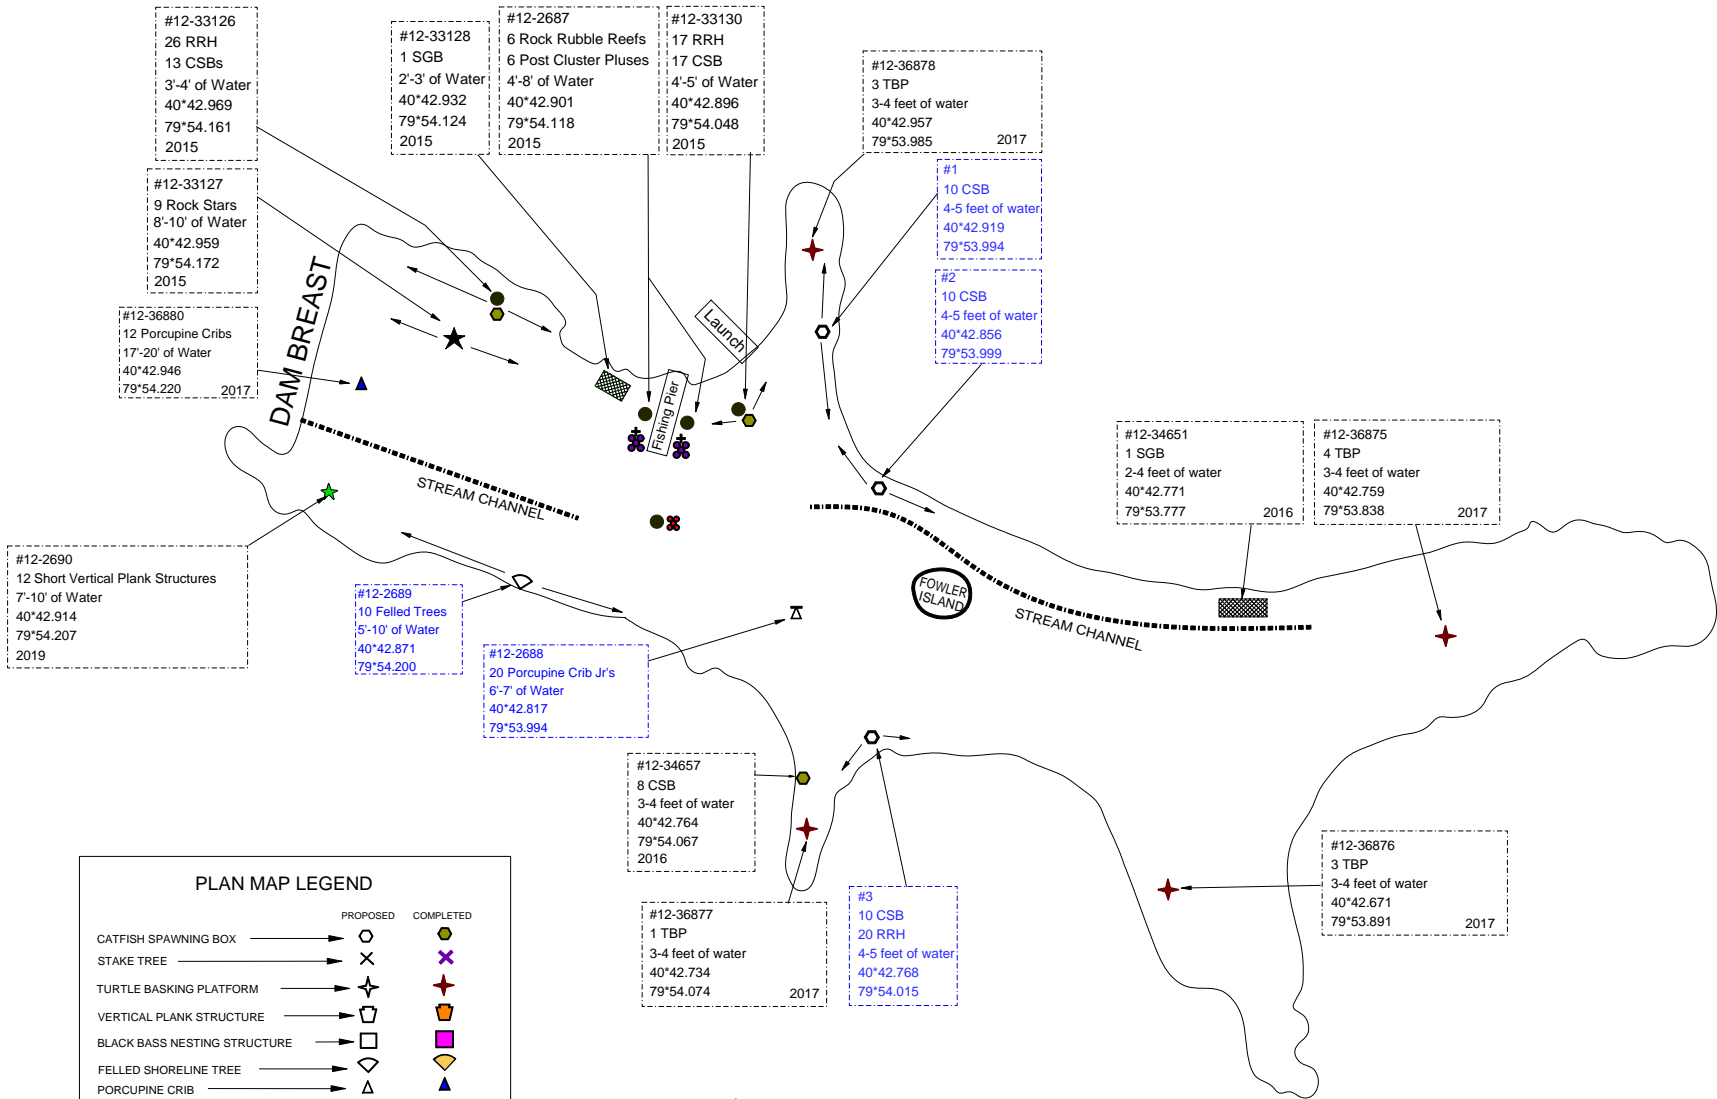 #12-33126
26 RRH
13 CSBs
3'-4' of Water
40*42.969
79*54.161
2015
#12-33128
1 SGB
2'-3' of Water
40*42.932
79*54.124
2015
#12-2687
6 Rock Rubble Reefs
6 Post Cluster Pluses
4'-8' of Water
40*42.901
79*54.118
2015
#12-33130
17 RRH
17 CSB
4'-5' of Water
40*42.896
79*54.048
2015
#12-36878
3 TBP
3-4 feet of water
40*42.957
79*53.985 2017
#1
10 CSB
4-5 feet of water
40*42.919
79*53.994
#2
10 CSB
4-5 feet of water
40*42.856
79*53.999
#12-33127
9 Rock Stars
8'-10' of Water
40*42.959
79*54.172
2015
#12-36880
12 Porcupine Cribs
17'-20' of Water
40*42.946
79*54.220 2017
DAM BREAST
Launch
Fishing Pier
STREAM CHANNEL
#12-34651
1 SGB
2-4 feet of water
40*42.771
79*53.777 2016
#12-36875
4 TBP
3-4 feet of water
40*42.759
79*53.838 2017
FOWLER
ISLAND
STREAM CHANNEL
#12-2690
12 Short Vertical Plank Structures
7'-10' of Water
40*42.914
79*54.207
2019
#12-2689
10 Felled Trees
5'-10' of Water
40*42.871
79*54.200
#12-2688
20 Porcupine Crib Jr's
6'-7' of Water
40*42.817
79*53.994
#12-34657
8 CSB
3-4 feet of water
40*42.764
79*54.067
2016
#12-36877
1 TBP
3-4 feet of water
40*42.734
79*54.074 2017
#3
10 CSB
20 RRH
4-5 feet of water
40*42.768
79*54.015
#12-36876
3 TBP
3-4 feet of water
40*42.671
79*53.891 2017
PLAN MAP LEGEND
PROPOSED COMPLETED
CATFISH SPAWNING BOX
STAKE TREE
TURTLE BASKING PLATFORM
VERTICAL PLANK STRUCTURE
BLACK BASS NESTING STRUCTURE
FELLED SHORELINE TREE
PORCUPINE CRIB